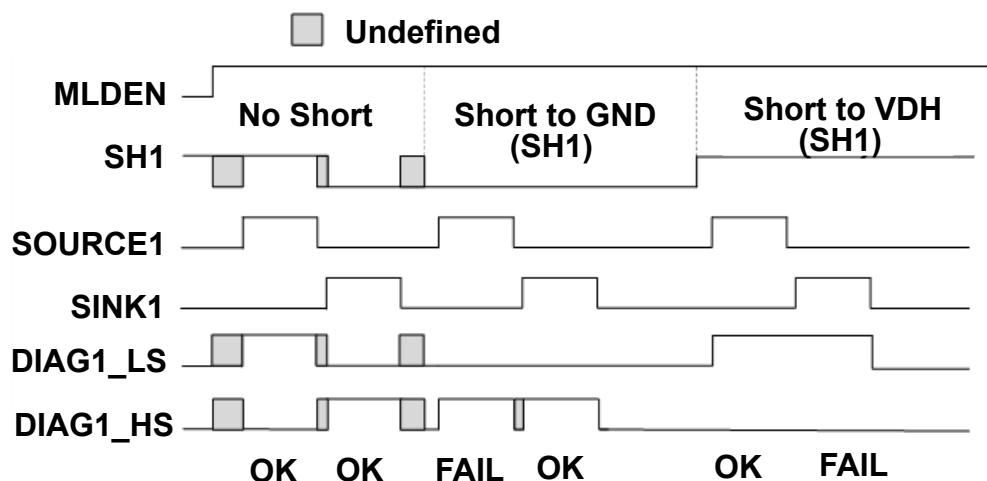 Undefined
MLDEN
No Short
Short to GND
(SH1)
Short to VDH
(SH1)
SH1
SOURCE1
SINK1
DIAG1_LS
DIAG1_HS
OK OK FAIL OK OK FAIL